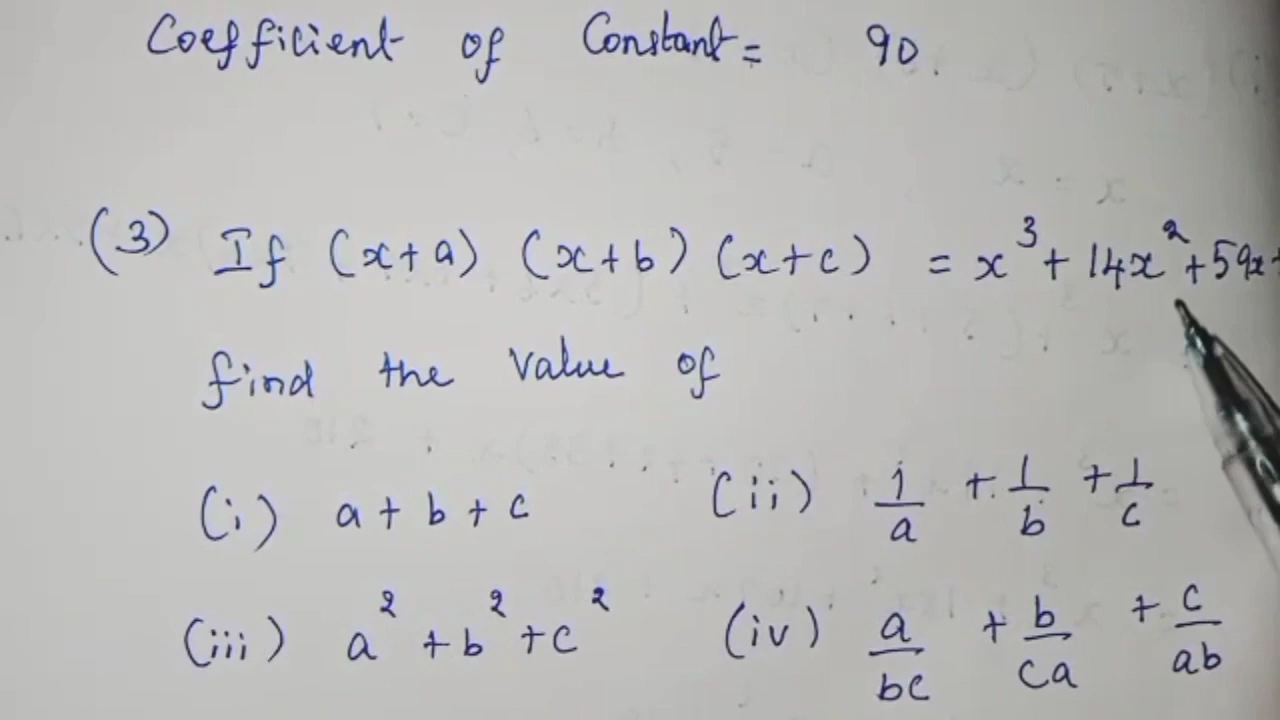 Coefficient of Constant = 90.
(3) If (x+a) (x+b) (x+c) = x³ + 14x² + 59x +
find the value of
(i) a + b + c (ii) 1/a + 1/b + 1/c
(iii) a² + b² + c² (iv) a/bc + b/ca + c/ab